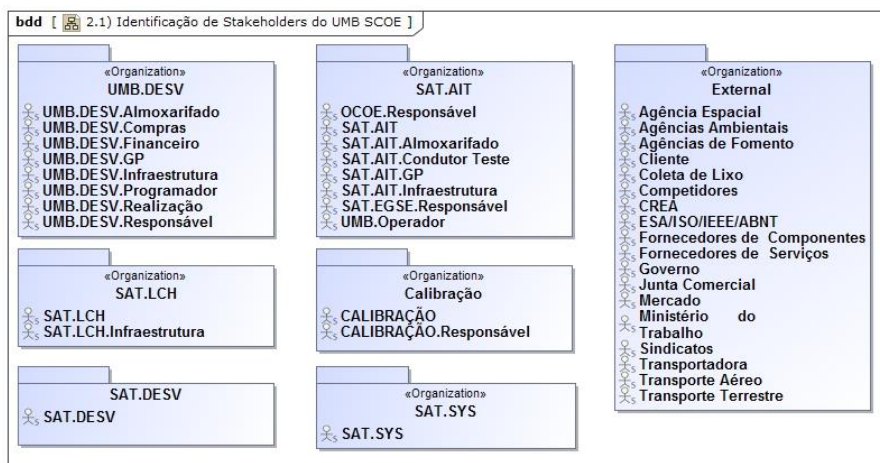 bdd [ 2.1) Identificação de Stakeholders do UMB SCOE ]
«Organization»
UMB.DESV
UMB.DESV.Almoxarifado
UMB.DESV.Compras
UMB.DESV.Financeiro
UMB.DESV.GP
UMB.DESV.Infraestrutura
UMB.DESV.Programador
UMB.DESV.Realização
UMB.DESV.Responsável
«Organization»
SAT.AIT
OCOE.Responsável
SAT.AIT
SAT.AIT.Almoxarifado
SAT.AIT.Condutor Teste
SAT.AIT.GP
SAT.AIT.Infraestrutura
SAT.EGSE.Responsável
UMB.Operador
«Organization»
External
Agência Espacial
Agências Ambientais
Agências de Fomento
Cliente
Coleta de Lixo
Competidores
CREA
ESA/ISO/IEEE/ABNT
Fornecedores de Componentes
Fornecedores de Serviços
Governo
Junta Comercial
Mercado
Ministério do
Trabalho
Sindicatos
Transportadora
Transporte Aéreo
Transporte Terrestre
«Organization»
SAT.LCH
SAT.LCH
SAT.LCH.Infraestrutura
«Organization»
Calibração
CALIBRAÇÃO
CALIBRAÇÃO.Responsável
SAT.DESV
SAT.DESV
«Organization»
SAT.SYS
SAT.SYS